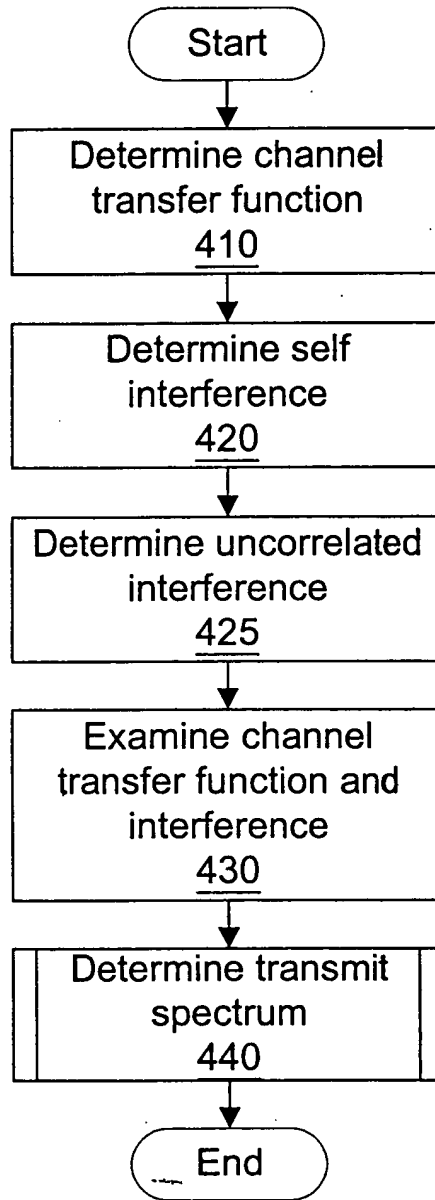 Start
Determine channel
transfer function
410
Determine self
interference
420
Determine uncorrelated
interference
425
Examine channel
transfer function and
interference
430
Determine transmit
spectrum
440
End